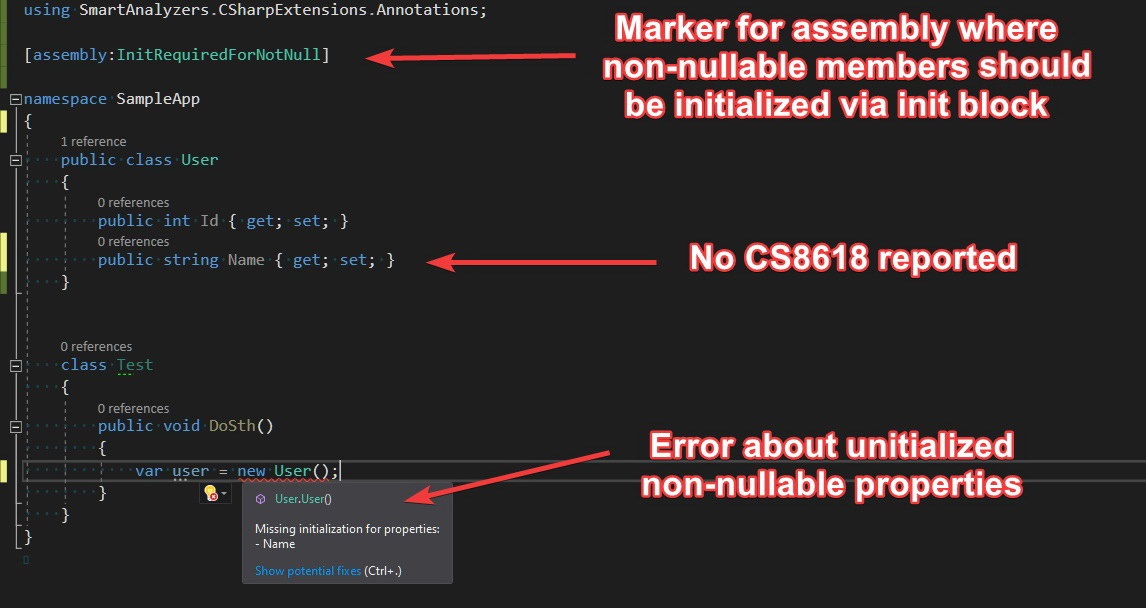 using SmartAnalyzers.CSharpExtensions.Annotations;
[assembly:InitRequiredForNotNull]
Marker for assembly where
non-nullable members should
be initialized via init block
namespace SampleApp
{
1 reference
public class User
{
0 references
public int Id { get; set; }
0 references
public string Name { get; set; }
No CS8618 reported
}
0 references
class Test
{
0 references
public void DoSth()
{
var user = new User();
Error about unitialized
non-nullable properties
}
User.User()
Missing initialization for properties:
- Name
Show potential fixes (Ctrl+.)
}
}